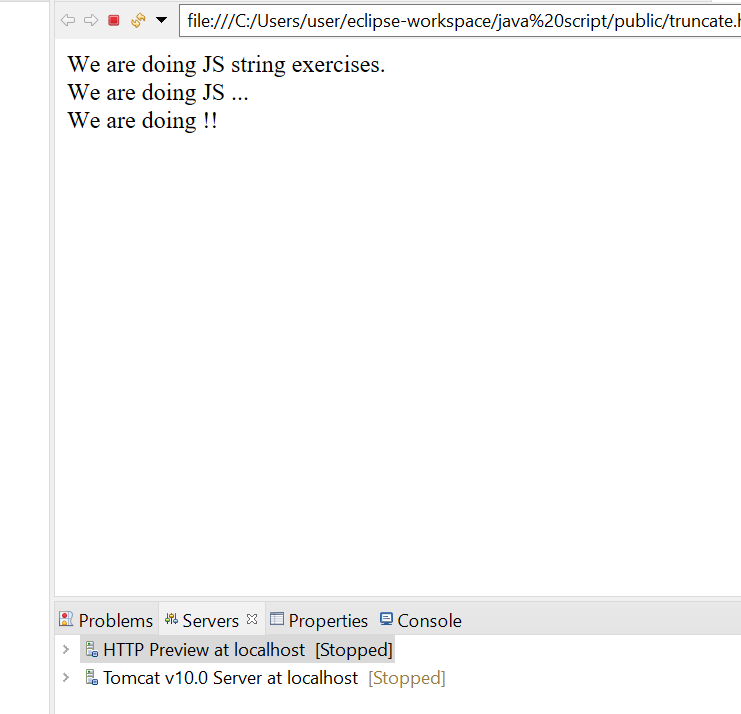 file:///C:/Users/user/eclipse-workspace/java%20script/public/truncate.h
We are doing JS string exercises.
We are doing JS ...
We are doing !!
Problems Servers Properties Console
HTTP Preview at localhost [Stopped]
Tomcat v10.0 Server at localhost [Stopped]